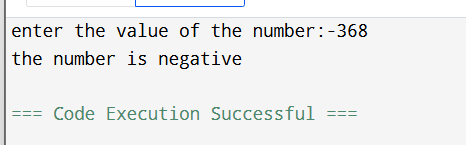 enter the value of the number:-368
the number is negative
=== Code Execution Successful ===